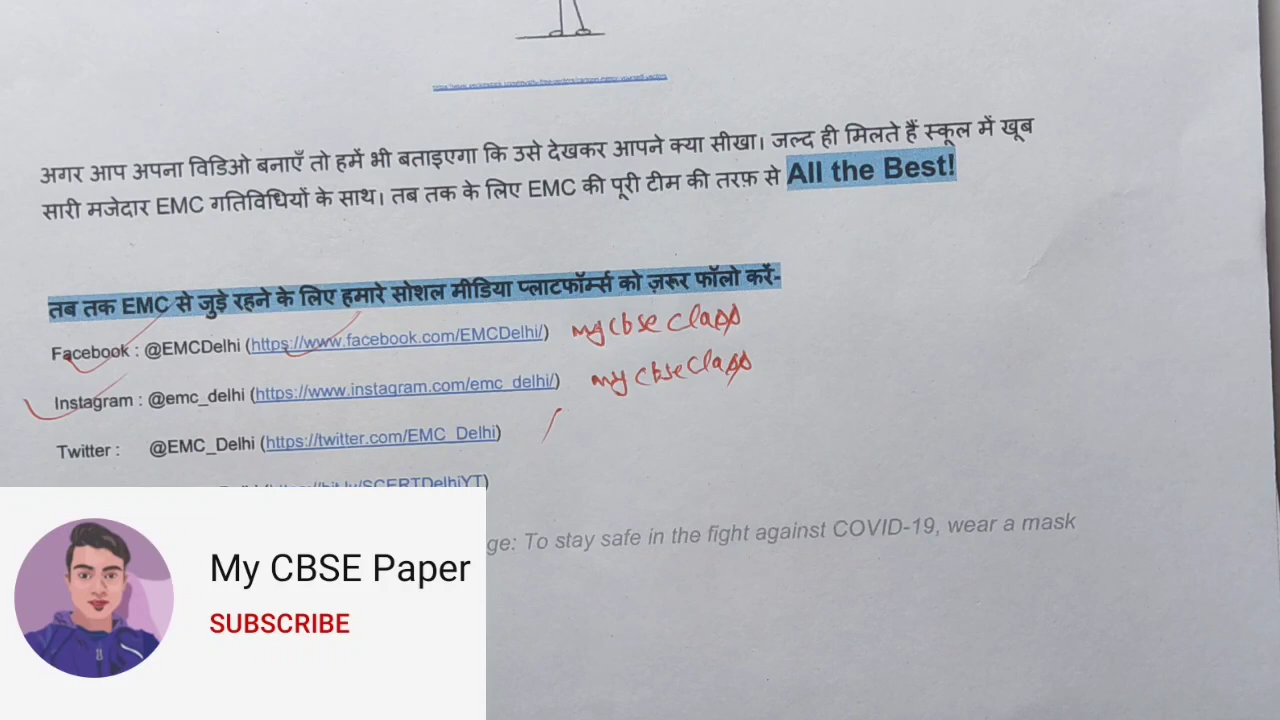 अगर आप अपना विडिओ बनाएँ तो हमें भी बताइएगा कि उसे देखकर आपने क्या सीखा। जल्द ही मिलते हैं स्कूल में खूब
सारी मजेदार EMC गतिविधियों के साथ। तब तक के लिए EMC की पूरी टीम की तरफ़ से All the Best!
तब तक EMC से जुड़े रहने के लिए हमारे सोशल मीडिया प्लाटफॉर्म्स को ज़रूर फॉलो करें-
Facebook : @EMCDelhi (https://www.facebook.com/EMCDelhi/) my cbse class
Instagram : @emc_delhi (https://www.instagram.com/emc_delhi/) my cbse class
Twitter : @EMC_Delhi (https://twitter.com/EMC_Delhi)
SCERTDelhiYT)
ge: To stay safe in the fight against COVID-19, wear a mask
My CBSE Paper
SUBSCRIBE